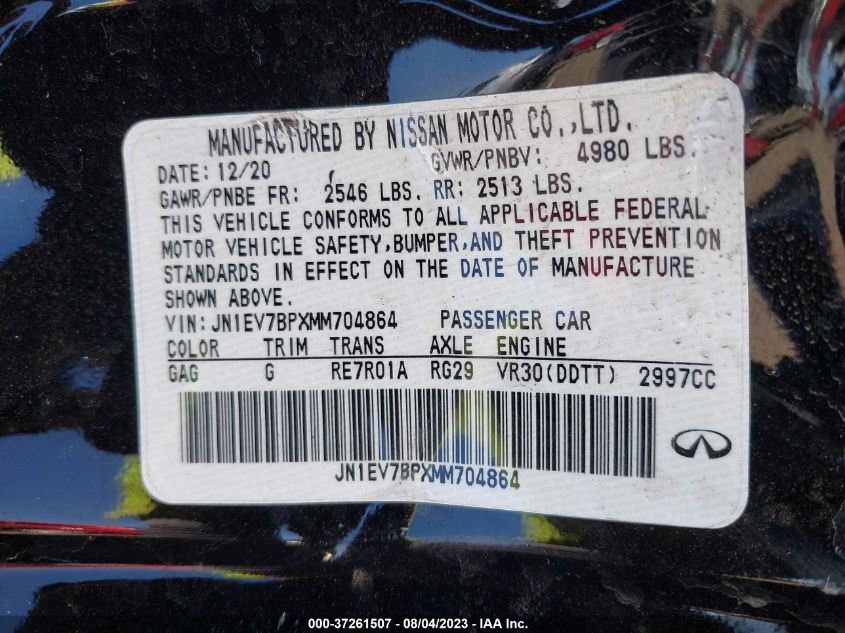 MANUFACTURED BY NISSAN MOTOR CO.,LTD.
DATE: 12/20 GVWR/PNBV: 4980 LBS.
GAWR/PNBE FR: 2546 LBS. RR: 2513 LBS.
THIS VEHICLE CONFORMS TO ALL APPLICABLE FEDERAL
MOTOR VEHICLE SAFETY,BUMPER,AND THEFT PREVENTION
STANDARDS IN EFFECT ON THE DATE OF MANUFACTURE
SHOWN ABOVE.
VIN:JN1EV7BPXMM704864 PASSENGER CAR
COLOR TRIM TRANS AXLE ENGINE
GAG G RE7R01A RG29 VR30(DDTT) 2997CC
JN1EV7BPXMM704864
000-37261507 - 08/04/2023 - IAA Inc.